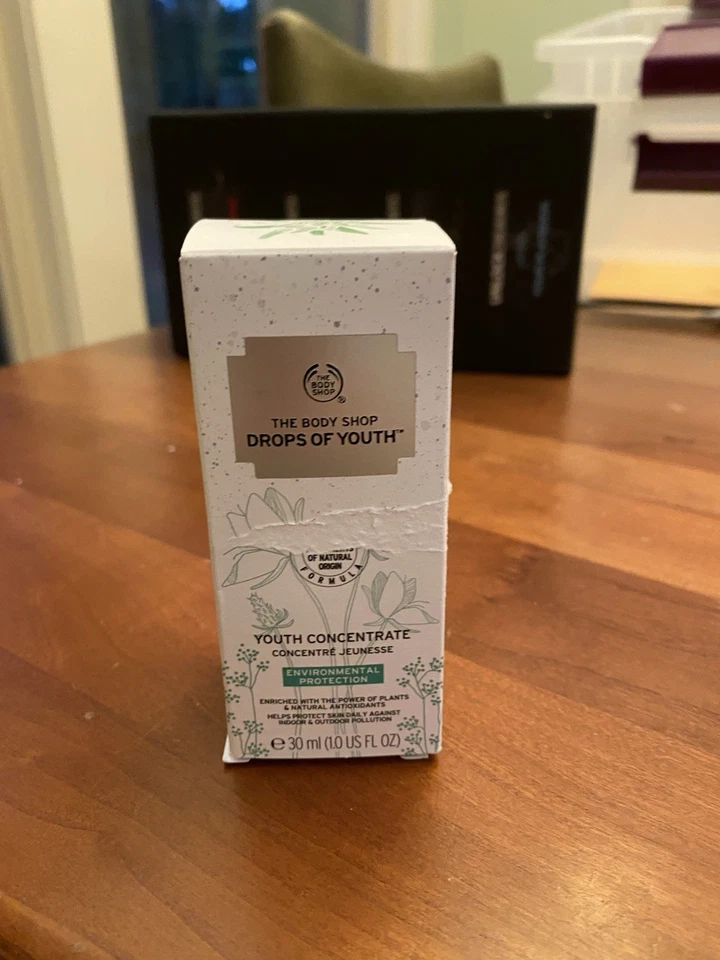 THE
BODY
SHOP
®
THE BODY SHOP
DROPS OF YOUTH™
OF NATURAL
ORIGIN
FORMULA
YOUTH CONCENTRATE
CONCENTRÉ JEUNESSE
ENVIRONMENTAL
PROTECTION
ENRICHED WITH THE POWER OF PLANTS
& NATURAL ANTIOXIDANTS
HELPS PROTECT SKIN DAILY AGAINST
INDOOR & OUTDOOR POLLUTION
℮ 30 ml (1.0 US FL OZ)